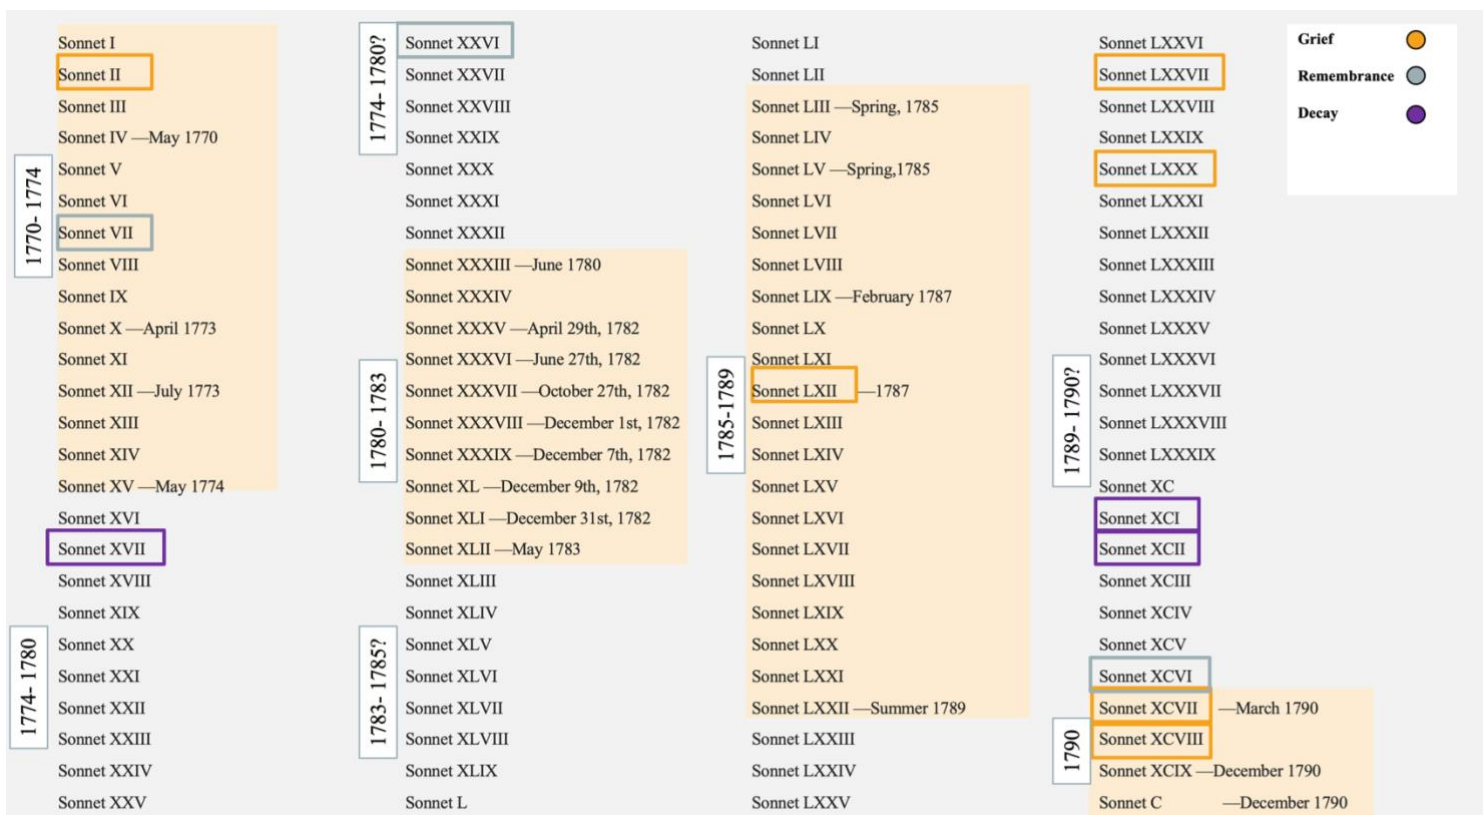 1770- 1774
1774- 1780
Sonnet I
Sonnet II
Sonnet III
Sonnet IV —May 1770
Sonnet V
Sonnet VI
Sonnet VII
Sonnet VIII
Sonnet IX
Sonnet X —April 1773
Sonnet XI
Sonnet XII —July 1773
Sonnet XIII
Sonnet XIV
Sonnet XV —May 1774
Sonnet XVI
Sonnet XVII
Sonnet XVIII
Sonnet XIX
Sonnet XX
Sonnet XXI
Sonnet XXII
Sonnet XXIII
Sonnet XXIV
Sonnet XXV
1774- 1780?
1780- 1783
1783- 1785?
Sonnet XXVI
Sonnet XXVII
Sonnet XXVIII
Sonnet XXIX
Sonnet XXX
Sonnet XXXI
Sonnet XXXII
Sonnet XXXIII —June 1780
Sonnet XXXIV
Sonnet XXXV —April 29th, 1782
Sonnet XXXVI —June 27th, 1782
Sonnet XXXVII —October 27th, 1782
Sonnet XXXVIII —December 1st, 1782
Sonnet XXXIX —December 7th, 1782
Sonnet XL —December 9th, 1782
Sonnet XLI —December 31st, 1782
Sonnet XLII —May 1783
Sonnet XLIII
Sonnet XLIV
Sonnet XLV
Sonnet XLVI
Sonnet XLVII
Sonnet XLVIII
Sonnet XLIX
Sonnet L
1785-1789
Sonnet LI
Sonnet LII
Sonnet LIII —Spring, 1785
Sonnet LIV
Sonnet LV —Spring,1785
Sonnet LVI
Sonnet LVII
Sonnet LVIII
Sonnet LIX —February 1787
Sonnet LX
Sonnet LXI
Sonnet LXII —1787
Sonnet LXIII
Sonnet LXIV
Sonnet LXV
Sonnet LXVI
Sonnet LXVII
Sonnet LXVIII
Sonnet LXIX
Sonnet LXX
Sonnet LXXI
Sonnet LXXII —Summer 1789
Sonnet LXXIII
Sonnet LXXIV
Sonnet LXXV
1789- 1790?
1790
Sonnet LXXVI
Sonnet LXXVII
Sonnet LXXVIII
Sonnet LXXIX
Sonnet LXXX
Sonnet LXXXI
Sonnet LXXXII
Sonnet LXXXIII
Sonnet LXXXIV
Sonnet LXXXV
Sonnet LXXXVI
Sonnet LXXXVII
Sonnet LXXXVIII
Sonnet LXXXIX
Sonnet XC
Sonnet XCI
Sonnet XCII
Sonnet XCIII
Sonnet XCIV
Sonnet XCV
Sonnet XCVI
Sonnet XCVII —March 1790
Sonnet XCVIII
Sonnet XCIX —December 1790
Sonnet C —December 1790
Grief
Remembrance
Decay